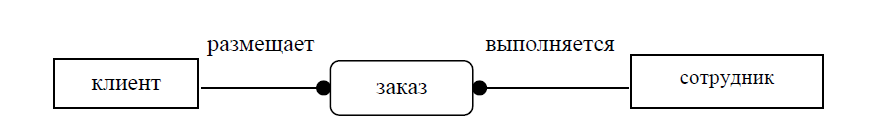 размещает
выполняется
клиент
заказ
сотрудник